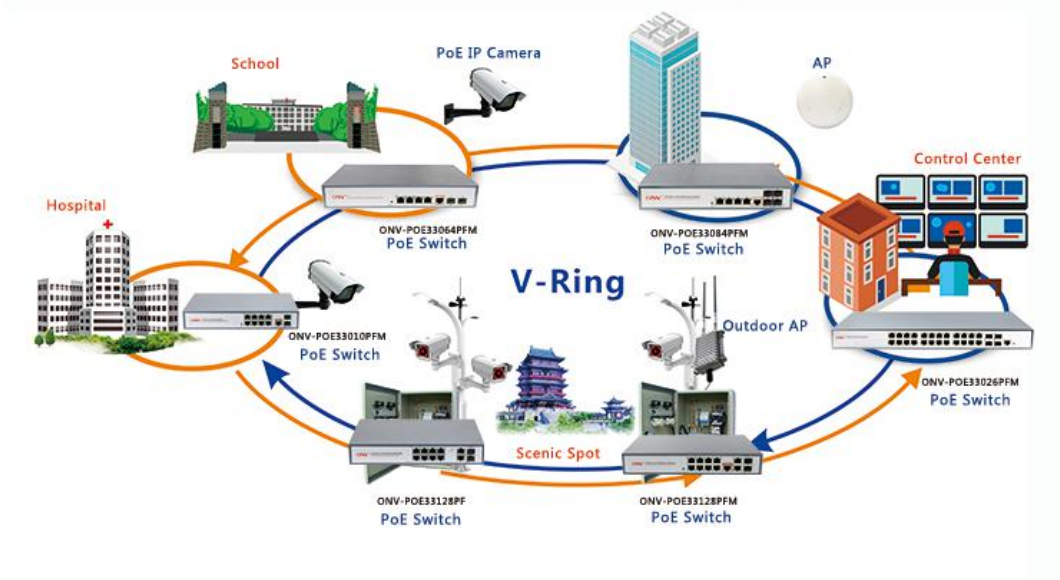 PoE IP Camera
School
AP
Control Center
Hospital
ONV-POE33064PFM
PoE Switch
ONV-POE33084PFM
PoE Switch
V-Ring
Outdoor AP
ONV-POE33010PFM
PoE Switch
ONV-POE33026PFM
PoE Switch
Scenic Spot
ONV-POE33128PF
PoE Switch
ONV-POE33128PFM
PoE Switch